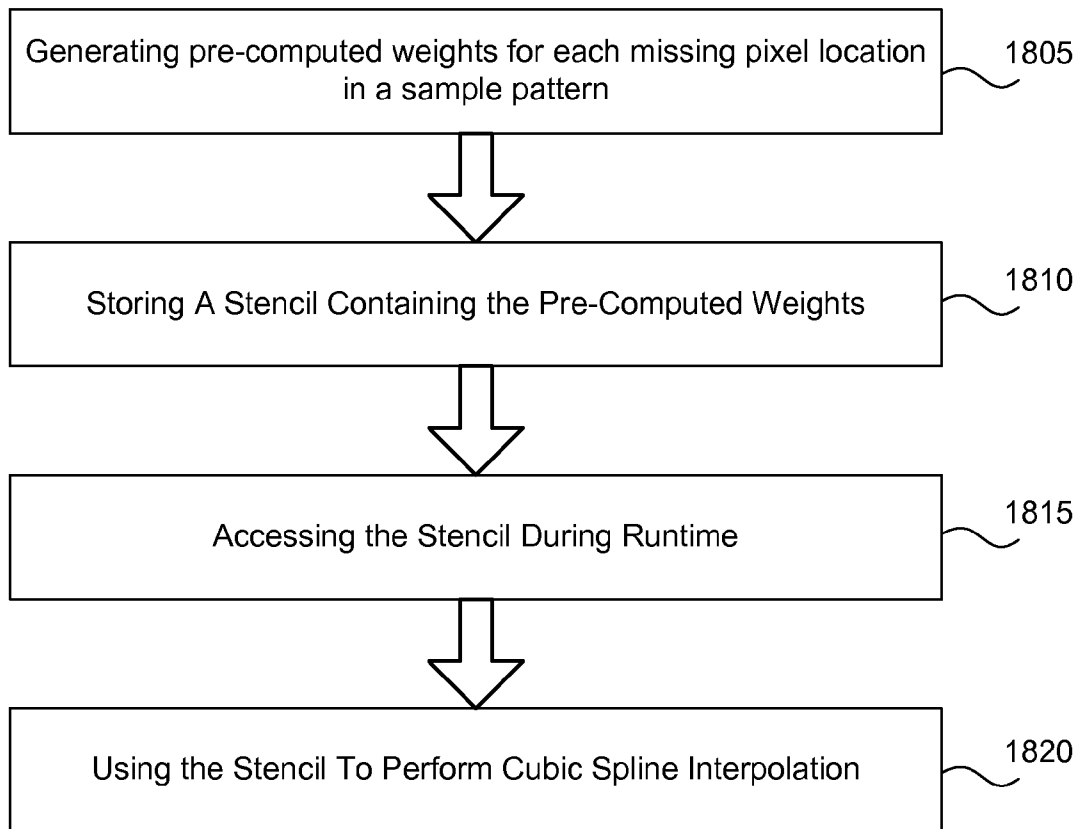 Generating pre-computed weights for each missing pixel location
in a sample pattern
1805
Storing A Stencil Containing the Pre-Computed Weights
1810
Accessing the Stencil During Runtime
1815
Using the Stencil To Perform Cubic Spline Interpolation
1820